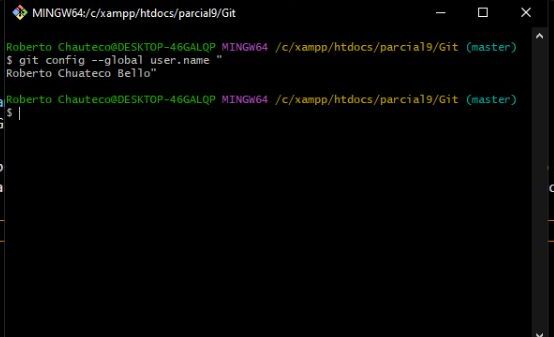 MINGW64:/c/xampp/htdocs/parcial9/Git
Roberto Chauteco@DESKTOP-46GALQP MINGW64 /c/xampp/htdocs/parcial9/Git (master)
$ git config --global user.name "
Roberto Chuateco Bello"
Roberto Chauteco@DESKTOP-46GALQP MINGW64 /c/xampp/htdocs/parcial9/Git (master)
$